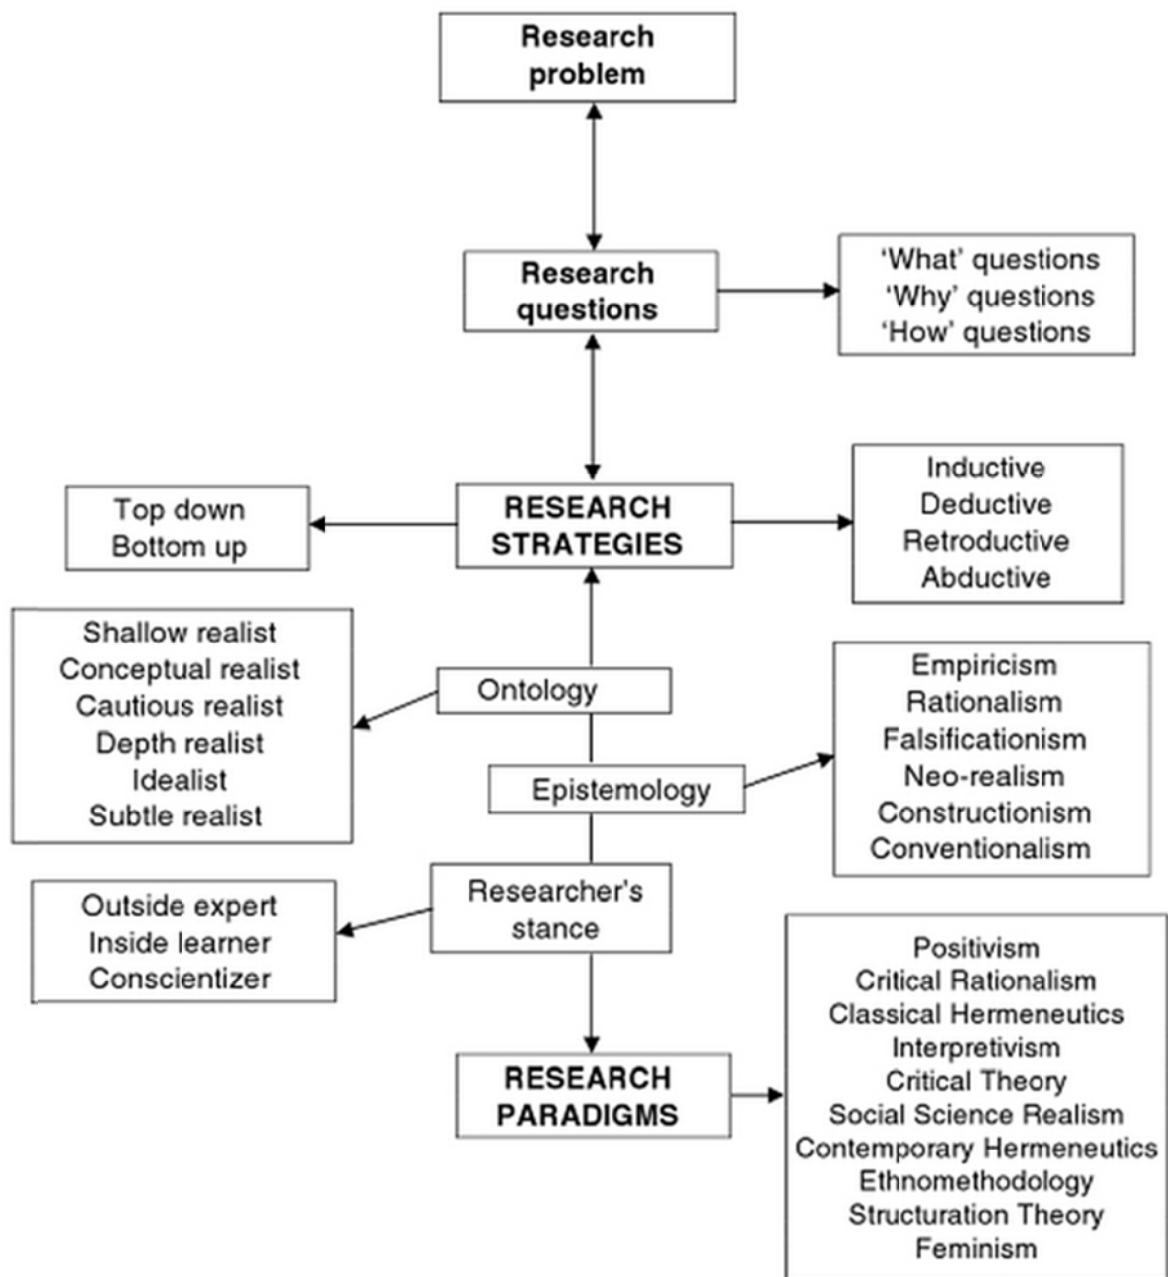 Research
problem
Research
questions
‘What’ questions
‘Why’ questions
‘How’ questions
Top down
Bottom up
RESEARCH
STRATEGIES
Inductive
Deductive
Retroductive
Abductive
Shallow realist
Conceptual realist
Cautious realist
Depth realist
Idealist
Subtle realist
Ontology
Epistemology
Empiricism
Rationalism
Falsificationism
Neo-realism
Constructionism
Conventionalism
Outside expert
Inside learner
Conscientizer
Researcher's
stance
RESEARCH
PARADIGMS
Positivism
Critical Rationalism
Classical Hermeneutics
Interpretivism
Critical Theory
Social Science Realism
Contemporary Hermeneutics
Ethnomethodology
Structuration Theory
Feminism